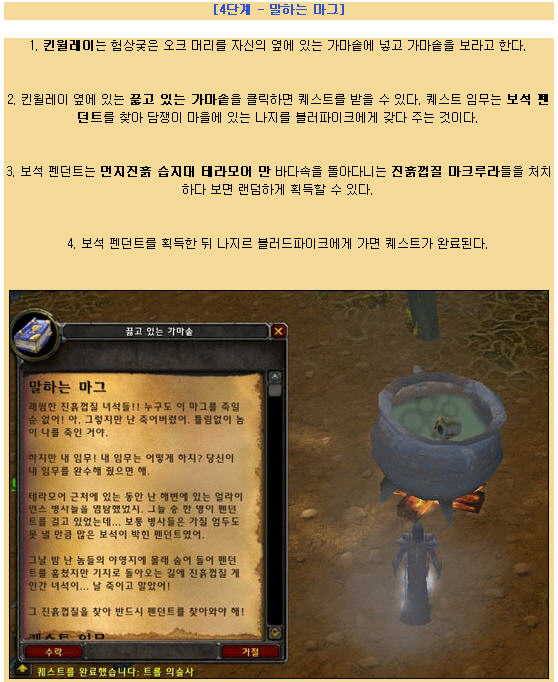 [4단계 - 말하는 마그]
1. 킨월레이는 험상궂은 오크 머리를 자신의 옆에 있는 가마솥에 넣고 가마솥을 보라고 한다.
2. 킨월레이 옆에 있는 끓고 있는 가마솥을 클릭하면 퀘스트를 받을 수 있다. 퀘스트 임무는 보석 펜
던트를 찾아 담쟁이 마을에 있는 나지를 블러파이크에게 갖다 주는 것이다.
3. 보석 펜던트는 먼지진흙 습지대 테라모어 만 바다속을 돌아다니는 진흙껍질 마크루라들을 처치
하다 보면 랜덤하게 획득할 수 있다.
4. 보석 펜던트를 획득한 뒤 나지르 블러드파이크에게 가면 퀘스트가 완료된다.
끓고 있는 가마솥
말하는 마그
괘씸한 진흙껍질 녀석들!! 누구도 이 마그를 죽일
순 없어! 아, 그렇지만 난 죽어버렸어. 틀림없이 놈
이 나를 죽인 거야.
하지만 내 임무! 내 임무는 어떻게 하지? 당신이
내 임무를 완수해 줬으면 해.
테라모어 근처에 있는 동안 난 해변에 있는 얼라이
언스 병사들을 염탐했었지. 그들 중 한 명이 펜던
트를 걸고 있었는데... 보통 병사들은 가질 엄두도
못 낼 만큼 많은 보석이 박힌 펜던트였어.
그날 밤 난 놈들의 야영지에 몰래 숨어 들어 펜던
트를 훔쳤지만 기지로 돌아오는 길에 진흙껍질 게
인간 녀석이... 날 죽이고 말았어!
그 진흙껍질을 찾아 반드시 펜던트를 찾아와야 해!
퀘스트 임무
수락
거절
퀘스트를 완료했습니다: 트롤 의술사